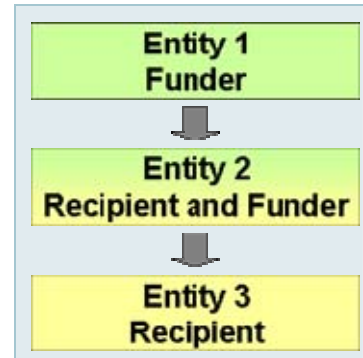 Entity 1
Funder
Entity 2
Recipient and Funder
Entity 3
Recipient